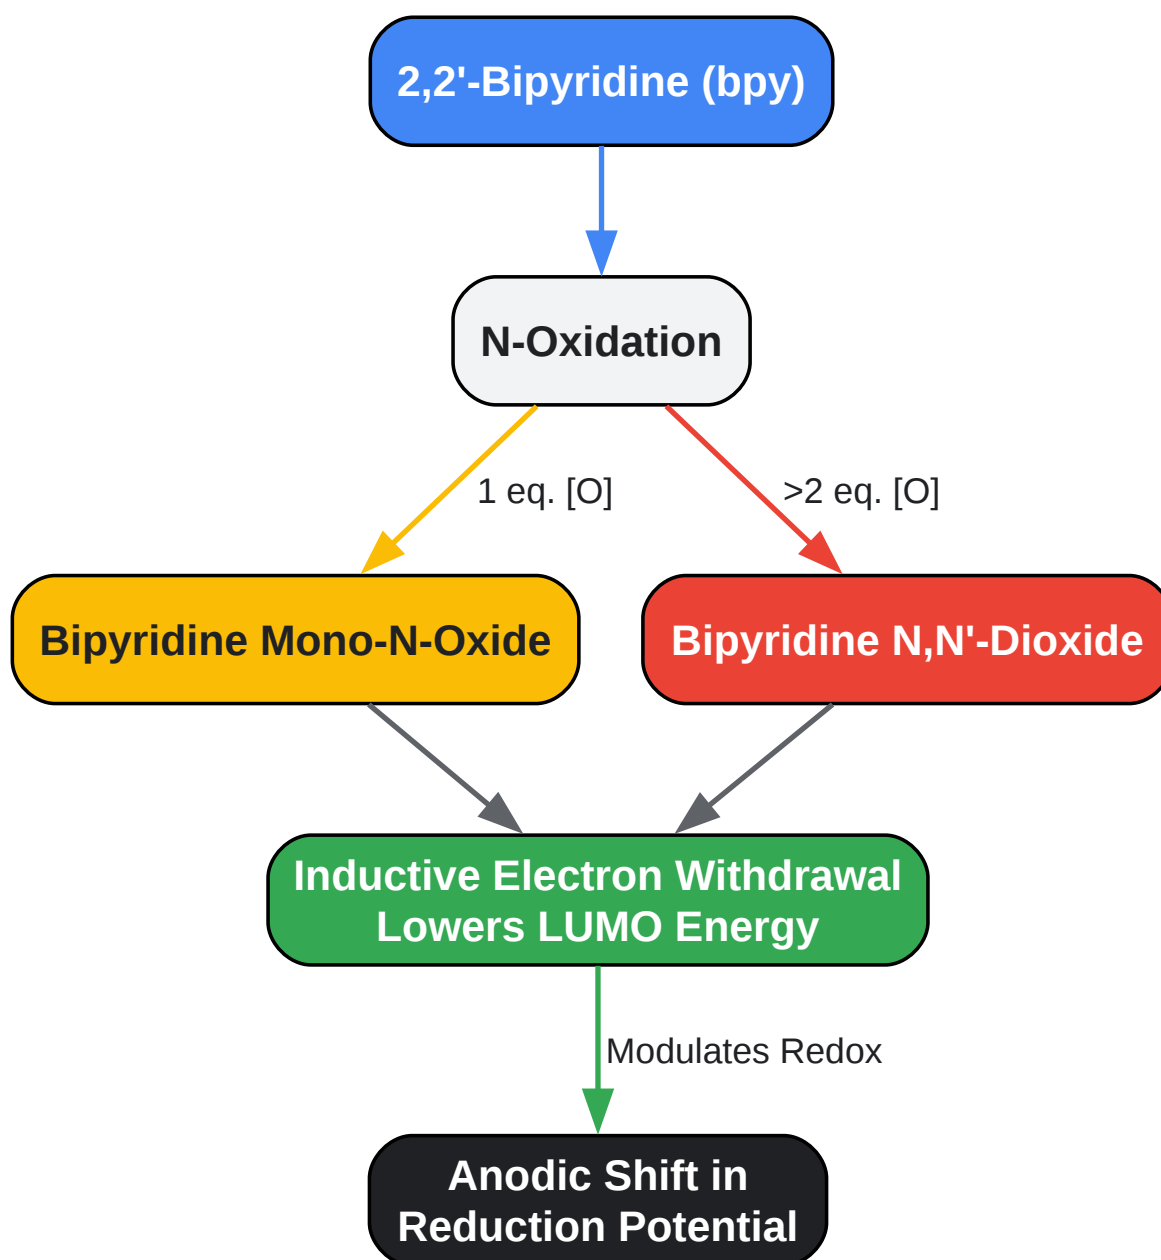 2,2'-Bipyridine (bpy)
N-Oxidation
1 eq. [O]
>2 eq. [O]
Bipyridine Mono-N-Oxide
Bipyridine N,N'-Dioxide
Inductive Electron Withdrawal
Lowers LUMO Energy
Modulates Redox
Anodic Shift in
Reduction Potential